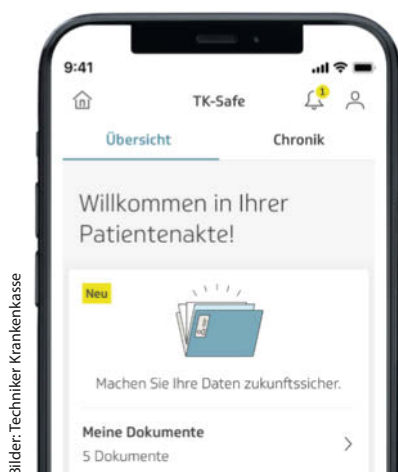 9:41
TK-Safe
1
Übersicht
Chronik
Willkommen in Ihrer
Patientenakte!
Neu
Machen Sie Ihre Daten zukunftssicher.
Meine Dokumente
5 Dokumente
Bilder: Techniker Krankenkasse